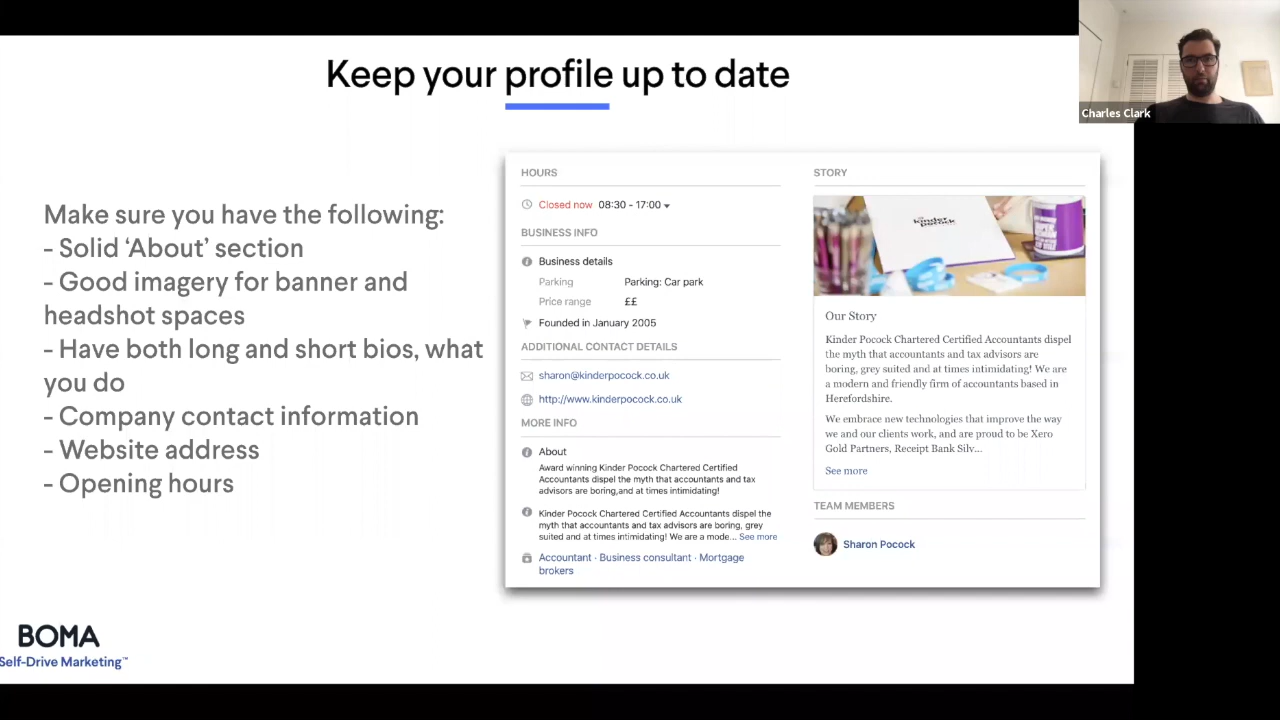 Keep your profile up to date
Charles Clark
Make sure you have the following:
- Solid ‘About’ section
- Good imagery for banner and
headshot spaces
- Have both long and short bios, what
you do
- Company contact information
- Website address
- Opening hours
HOURS
Closed now 08:30 - 17:00
BUSINESS INFO
Business details
Parking Parking: Car park
Price range ££
Founded in January 2005
ADDITIONAL CONTACT DETAILS
sharon@kinderpocock.co.uk
http://www.kinderpocock.co.uk
MORE INFO
About
Award winning Kinder Pocock Chartered Certified
Accountants dispel the myth that accountants and tax
advisors are boring,and at times intimidating!
Kinder Pocock Chartered Certified Accountants dispel the
myth that accountants and tax advisors are boring, grey
suited and at times intimidating! We are a mode... See more
Accountant · Business consultant · Mortgage
brokers
STORY
kinder
pocock
Our Story
Kinder Pocock Chartered Certified Accountants dispel
the myth that accountants and tax advisors are
boring, grey suited and at times intimidating! We are
a modern and friendly firm of accountants based in
Herefordshire.
We embrace new technologies that improve the way
we and our clients work, and are proud to be Xero
Gold Partners, Receipt Bank Silv...
See more
TEAM MEMBERS
Sharon Pocock
BOMA
Self-Drive Marketing™